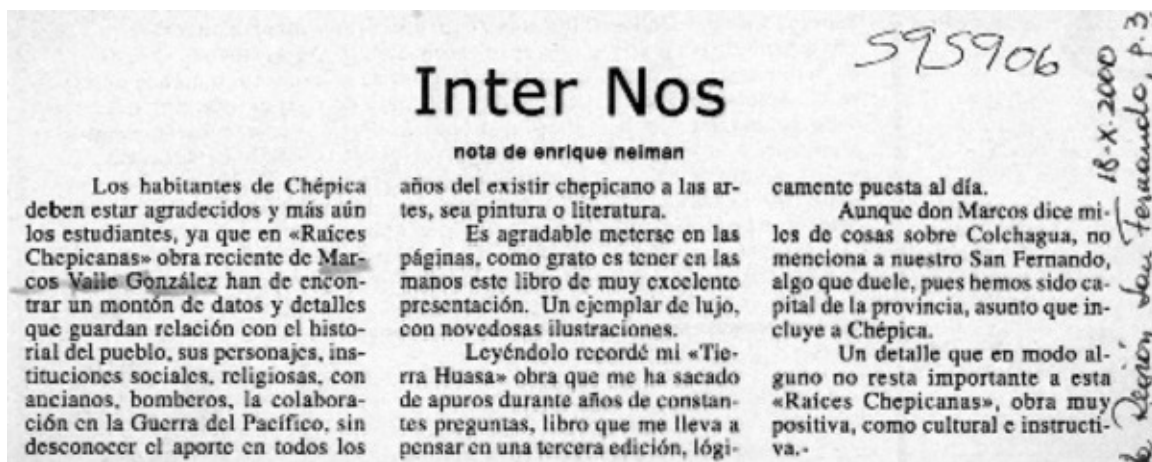 595906
Inter Nos
nota de enrique neiman
Los habitantes de Chépica
deben estar agradecidos y más aún
los estudiantes, ya que en «Raíces
Chepicanas» obra reciente de Mar-
cos Valle González han de encon-
trar un montón de datos y detalles
que guardan relación con el histo-
rial del pueblo, sus personajes, ins-
tituciones sociales, religiosas, con
ancianos, bomberos, la colabora-
ción en la Guerra del Pacífico, sin
desconocer el aporte en todos los
años del existir chepicano a las ar-
tes, sea pintura o literatura.
Es agradable meterse en las
páginas, como grato es tener en las
manos este libro de muy excelente
presentación. Un ejemplar de lujo,
con novedosas ilustraciones.
Leyéndolo recordé mi «Tie-
rra Huasa» obra que me ha sacado
de apuros durante años de constan-
tes preguntas, libro que me lleva a
pensar en una tercera edición, lógi-
camente puesta al día.
Aunque don Marcos dice mi-
les de cosas sobre Colchagua, no
menciona a nuestro San Fernando,
algo que duele, pues hemos sido ca-
pital de la provincia, asunto que in-
cluye a Chépica.
Un detalle que en modo al-
guno no resta importante a esta
«Raíces Chepicanas», obra muy
positiva, como cultural e instructi-
va.-
Región San Fernando, p.3
18-X-2000